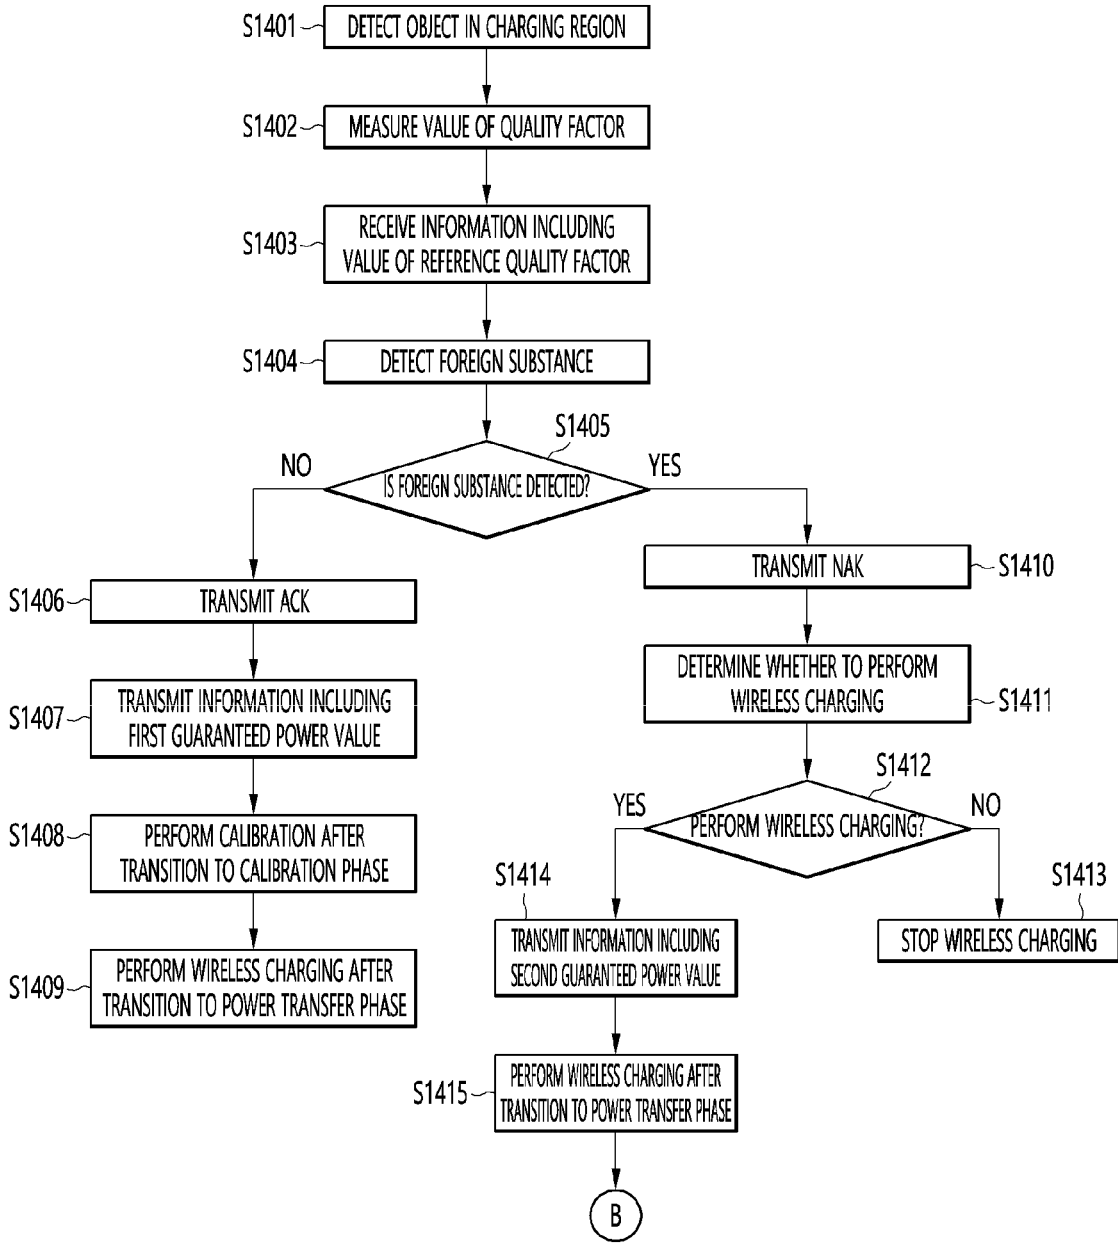 S1401
DETECT OBJECT IN CHARGING REGION
S1402
MEASURE VALUE OF QUALITY FACTOR
S1403
RECEIVE INFORMATION INCLUDING
VALUE OF REFERENCE QUALITY FACTOR
S1404
DETECT FOREIGN SUBSTANCE
S1405
NO
IS FOREIGN SUBSTANCE DETECTED?
YES
S1406
TRANSMIT ACK
S1407
TRANSMIT INFORMATION INCLUDING
FIRST GUARANTEED POWER VALUE
S1408
PERFORM CALIBRATION AFTER
TRANSITION TO CALIBRATION PHASE
S1409
PERFORM WIRELESS CHARGING AFTER
TRANSITION TO POWER TRANSFER PHASE
TRANSMIT NAK
S1410
DETERMINE WHETHER TO PERFORM
WIRELESS CHARGING
S1411
S1412
YES
PERFORM WIRELESS CHARGING?
NO
S1414
TRANSMIT INFORMATION INCLUDING
SECOND GUARANTEED POWER VALUE
S1413
STOP WIRELESS CHARGING
S1415
PERFORM WIRELESS CHARGING AFTER
TRANSITION TO POWER TRANSFER PHASE
B